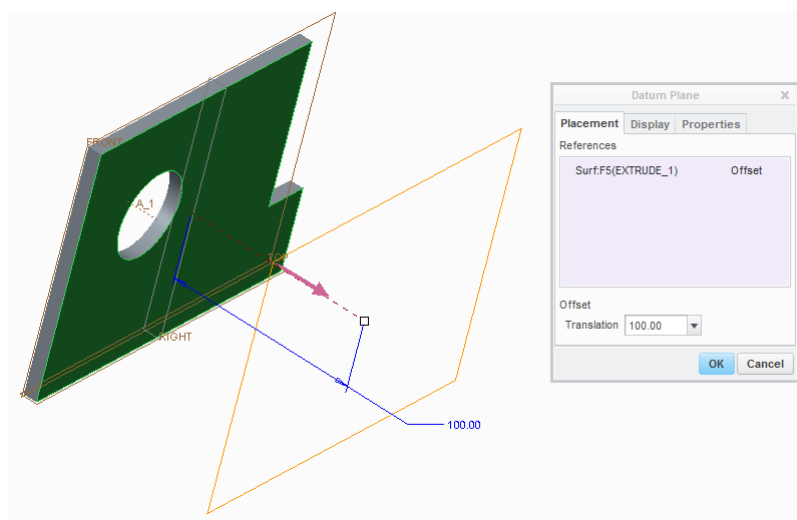 FRONT
A_1
TOP
RIGHT
100.00
Datum Plane X
Placement Display Properties
References
Surf:F5(EXTRUDE_1) Offset
Offset
Translation 100.00
OK Cancel